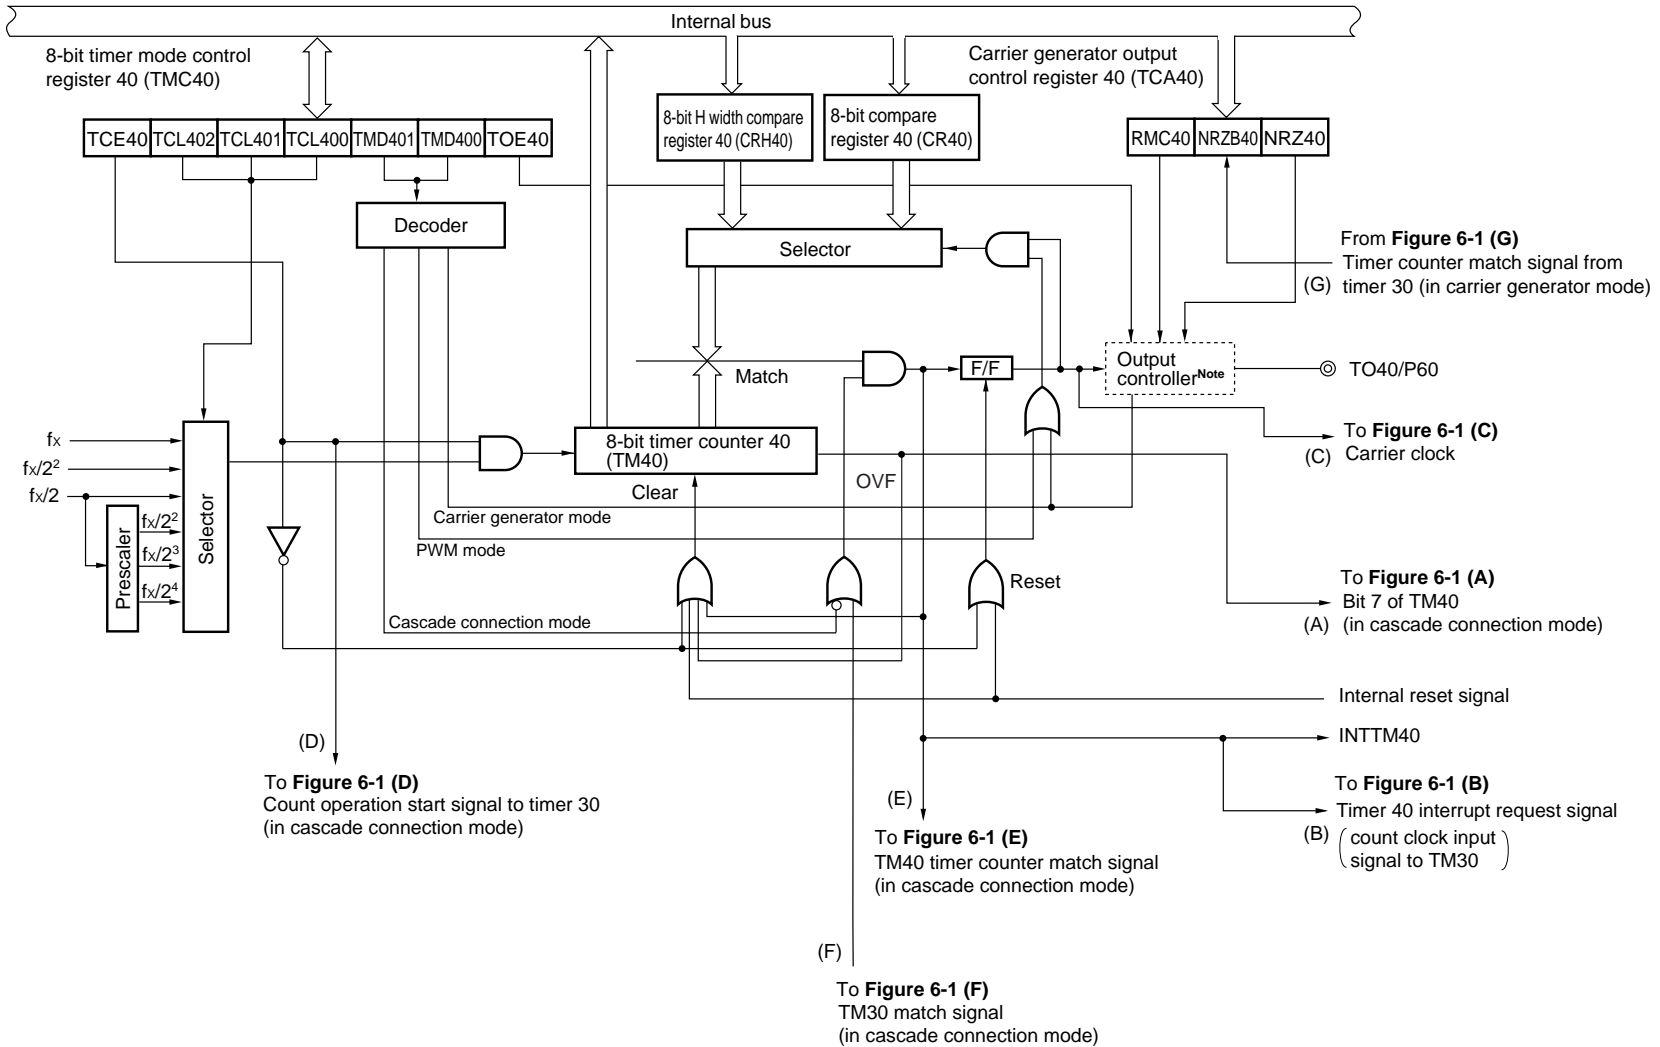 Internal bus
8-bit timer mode control
register 40 (TMC40)
Carrier generator output
control register 40 (TCA40)
8-bit H width compare
register 40 (CRH40)
8-bit compare
register 40 (CR40)
TCE40 TCL402 TCL401 TCL400 TMD401 TMD400 TOE40
RMC40 NRZB40 NRZ40
Decoder
Selector
From Figure 6-1 (G)
Timer counter match signal from
(G) timer 30 (in carrier generator mode)
Match
F/F
Output
controllerNote
TO40/P60
fX
fX/2²
fX/2
Prescaler
fX/2²
fX/2³
fX/2⁴
Selector
8-bit timer counter 40
(TM40)
Clear
OVF
To Figure 6-1 (C)
(C) Carrier clock
Carrier generator mode
PWM mode
Cascade connection mode
Reset
To Figure 6-1 (A)
Bit 7 of TM40
(A) (in cascade connection mode)
Internal reset signal
INTTM40
(D)
To Figure 6-1 (D)
Count operation start signal to timer 30
(in cascade connection mode)
(E)
To Figure 6-1 (E)
TM40 timer counter match signal
(in cascade connection mode)
To Figure 6-1 (B)
Timer 40 interrupt request signal
(B) (count clock input
signal to TM30)
(F)
To Figure 6-1 (F)
TM30 match signal
(in cascade connection mode)